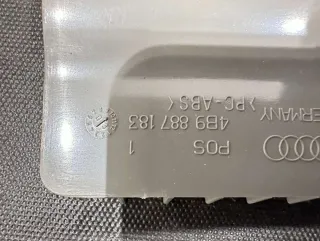 POS 1
4B9 887 183
ERMANY >PC-ABS<